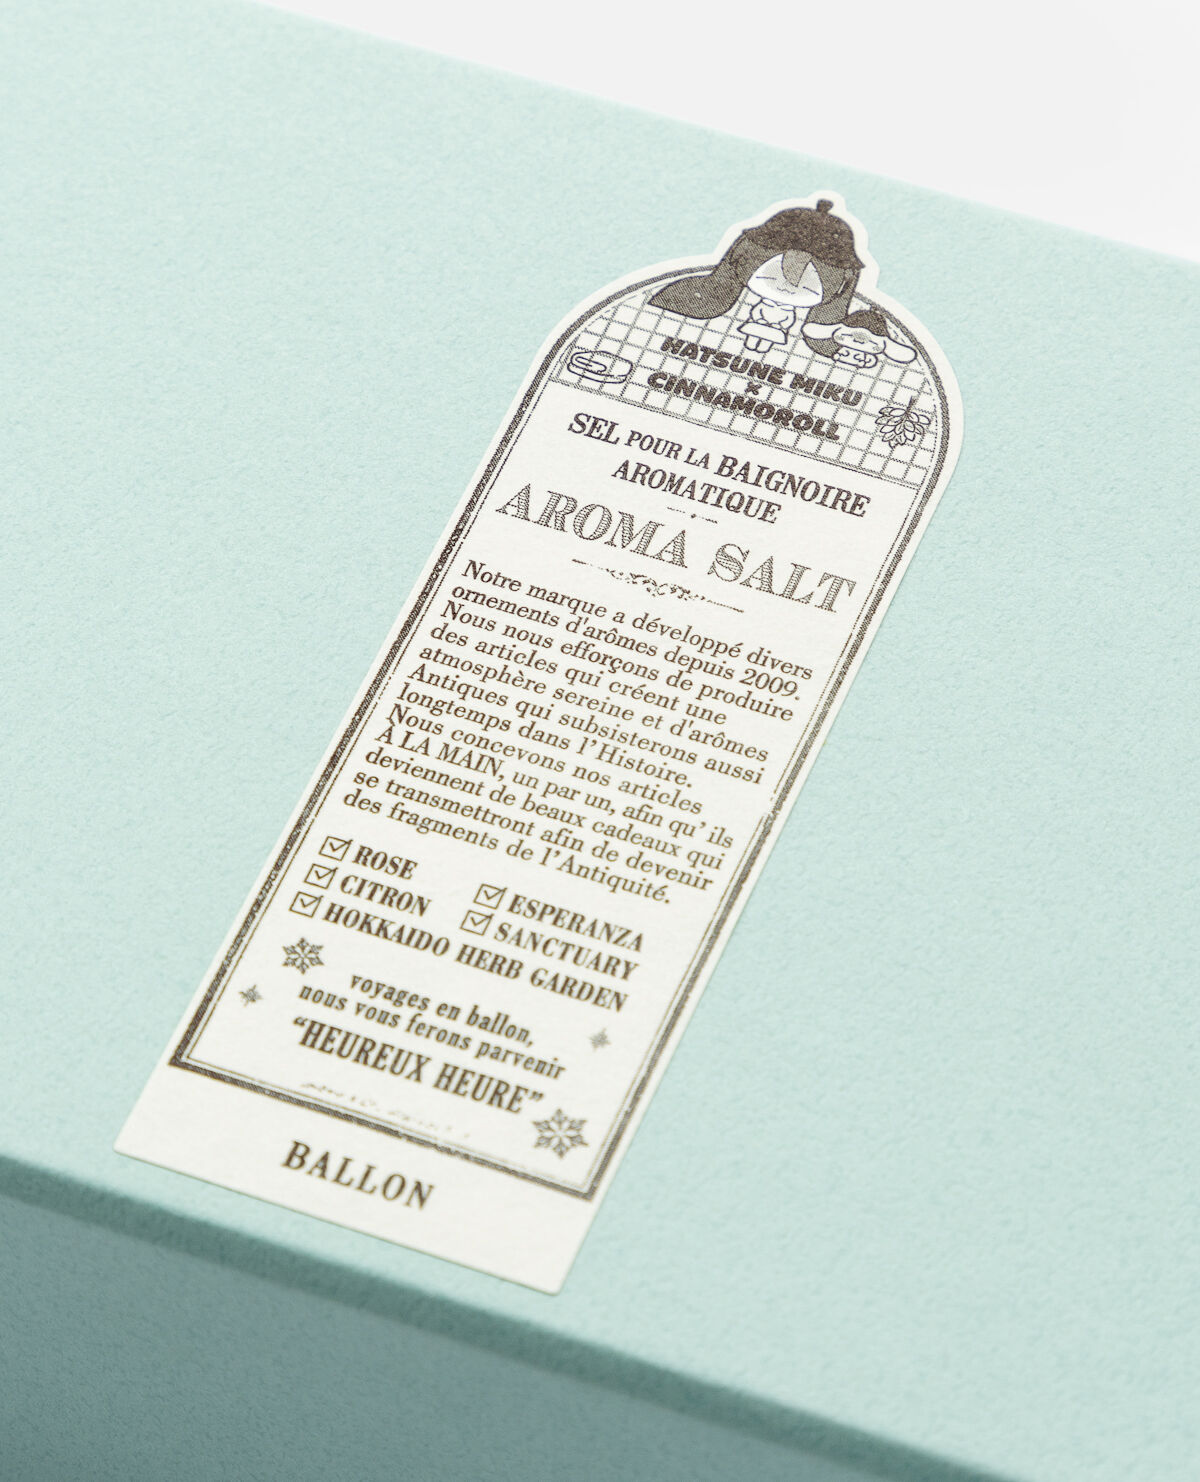 HATSUNE MIKU
×
CINNAMOROLL
SEL POUR LA BAIGNOIRE
AROMATIQUE
AROMA SALT
Notre marque a développé divers
ornements d'arômes depuis 2009.
Nous nous efforçons de produire
des articles qui créent une
atmosphère sereine et d'arômes
Antiques qui subsisterons aussi
longtemps dans l'Histoire.
Nous concevons nos articles
À LA MAIN, un par un, afin qu'ils
deviennent de beaux cadeaux qui
se transmettront afin de devenir
des fragments de l'Antiquité.
ROSE
CITRON ESPERANZA
HOKKAIDO HERB GARDEN SANCTUARY
voyages en ballon,
nous vous ferons parvenir
“HEUREUX HEURE”
BALLON